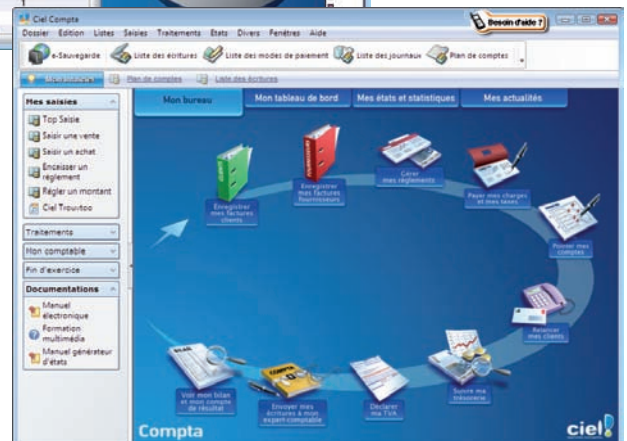 Ciel Compta
Besoin d'aide ?
Dossier Edition Listes Saisies Traitements Etats Divers Fenêtres Aide
e-Sauvegarde Liste des écritures Liste des modes de paiement Liste des journaux Plan de comptes
Plan de comptes Liste des écritures
Mes saisies
Top Saisie
Saisir une vente
Saisir un achat
Encaisser un
règlement
Régler un montant
Ciel Trouvtoo
Traitements
Mon comptable
Fin d'exercice
Documentations
Manuel
électronique
Formation
multimédia
Manuel générateur
d'états
Mon bureau Mon tableau de bord Mes états et statistiques Mes actualités
Enregistrer
mes factures
clients
Enregistrer
mes factures
fournisseurs
Gérer
mes règlements
Payer mes charges
et mes taxes
Pointer mes
comptes
Relancer
mes clients
Suivre ma
trésorerie
Déclarer
ma TVA
Envoyer mes
écritures à mon
expert-comptable
Voir mon bilan
et mon compte
de résultat
BILAN
COMPTA
Compta
ciel!